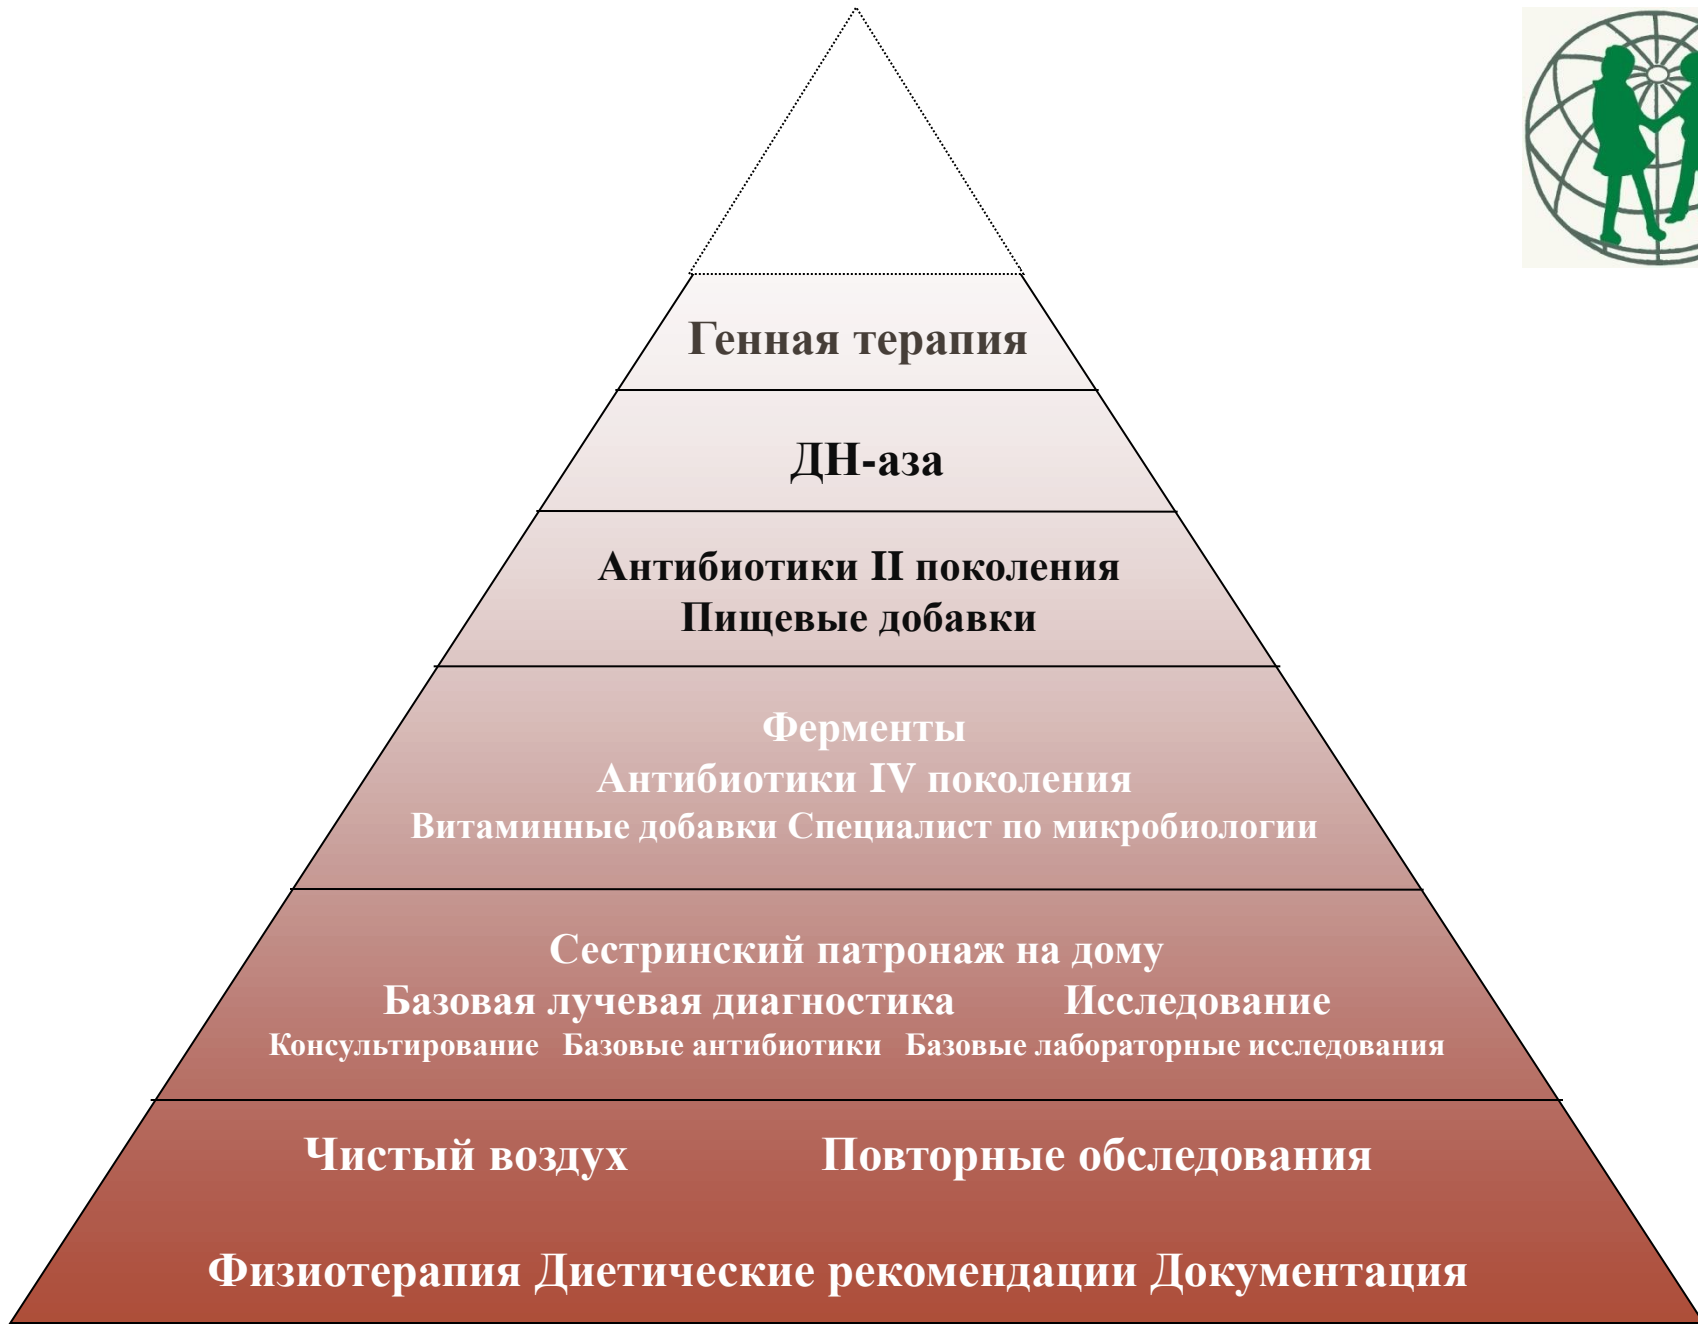 Генная терапия
ДН-аза
Антибиотики II поколения
Пищевые добавки
Ферменты
Антибиотики IV поколения
Витаминные добавки Специалист по микробиологии
Сестринский патронаж на дому
Базовая лучевая диагностика Исследование
Консультирование Базовые антибиотики Базовые лабораторные исследования
Чистый воздух Повторные обследования
Физиотерапия Диетические рекомендации Документация